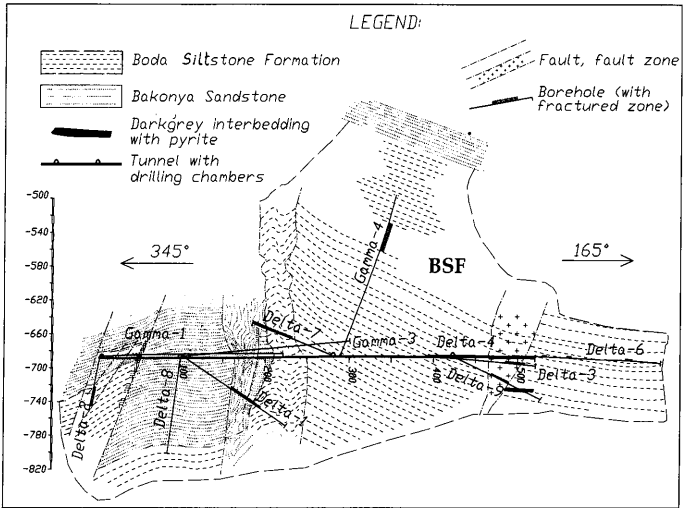 LEGEND:
Boda Siltstone Formation
Bakonya Sandstone
Darkgrey interbedding
with pyrite
Tunnel with
drilling chambers
Fault, fault zone
Borehole (with
fractured zone)
-500
-540
-580
-620
-660
-700
-740
-780
-820
345°
165°
BSF
Gamma-4
Gamma-1
Delta-7
Gamma-3
Delta-4
Delta-6
Delta-3
Delta-9
Delta-8
Delta-2
Delta-1
100
200
300
400
500